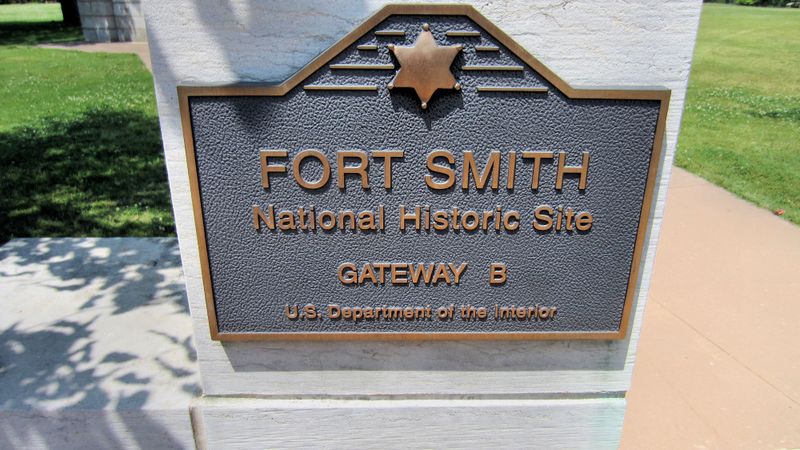 FORT SMITH
National Historic Site
GATEWAY B
U.S. Department of the Interior